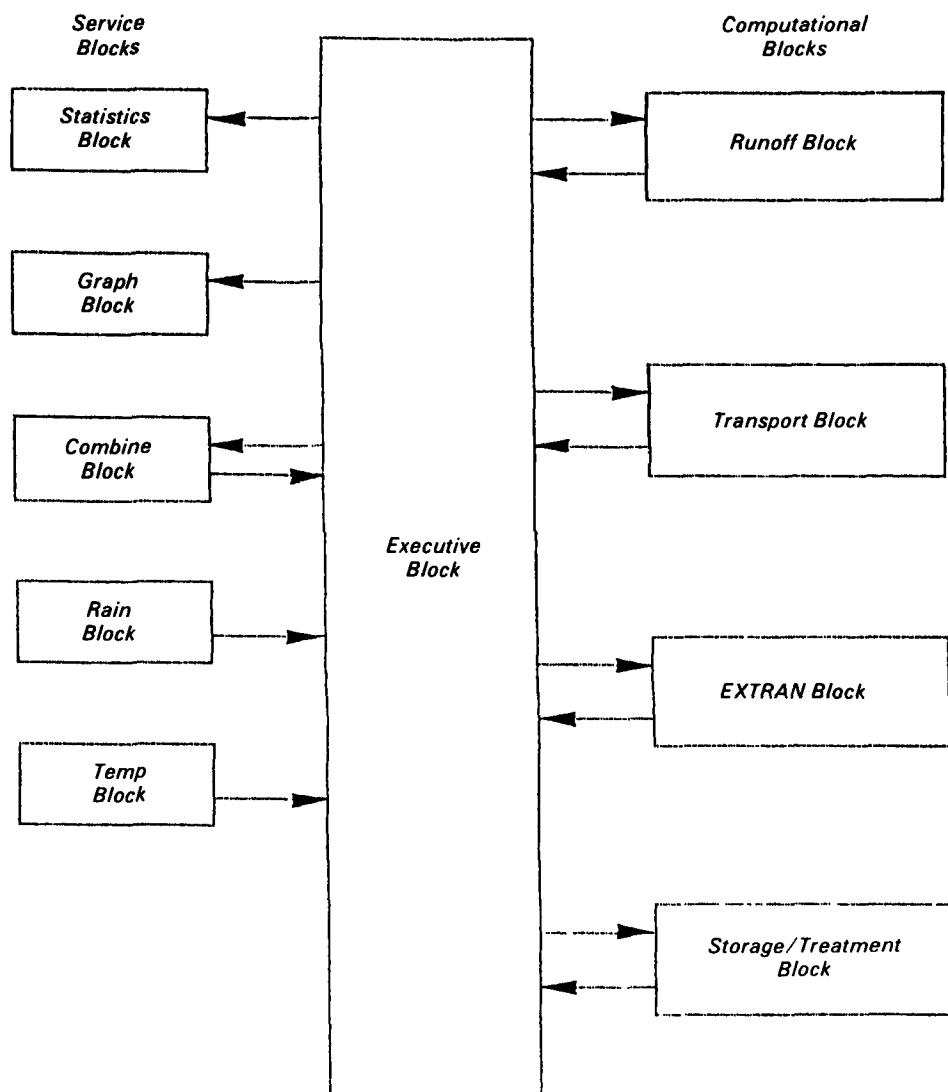 Service
Blocks
Computational
Blocks
Statistics
Block
Runoff Block
Graph
Block
Transport Block
Combine
Block
Executive
Block
Rain
Block
EXTRAN Block
Temp
Block
Storage/Treatment
Block